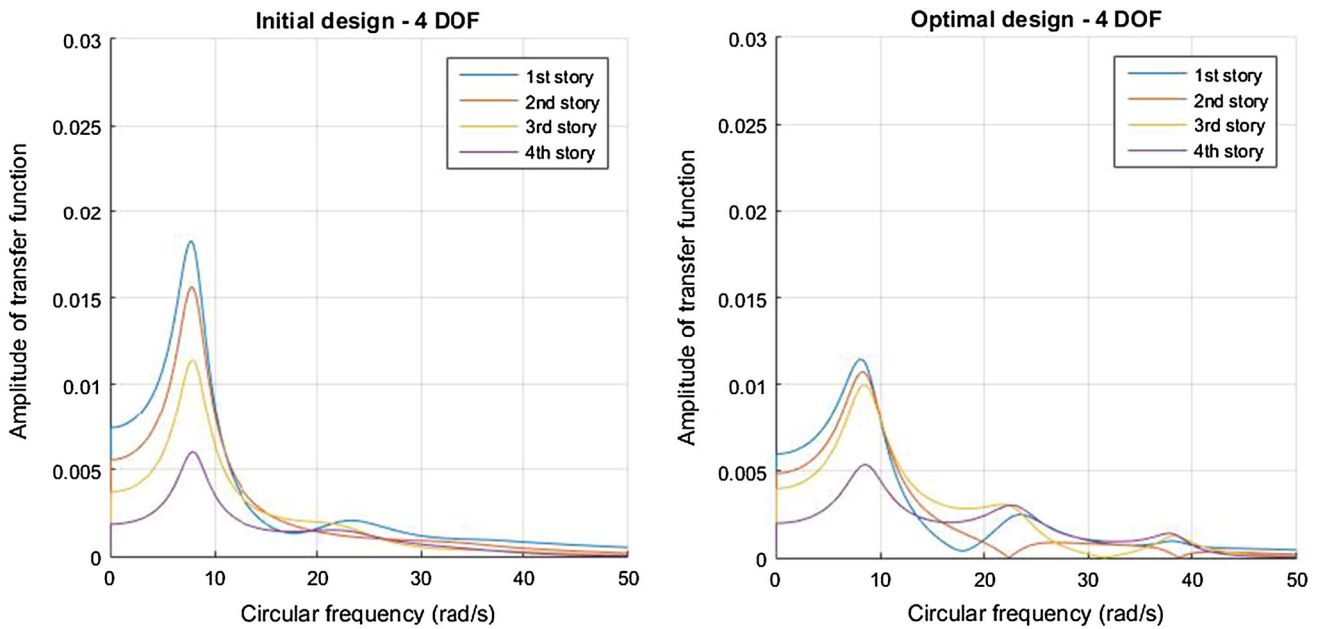 Initial design - 4 DOF
0.03
0.025
0.02
0.015
0.01
0.005
0
0 10 20 30 40 50
Amplitude of transfer function
Circular frequency (rad/s)
1st story
2nd story
3rd story
4th story
Optimal design - 4 DOF
0.03
0.025
0.02
0.015
0.01
0.005
0
0 10 20 30 40 50
Amplitude of transfer function
Circular frequency (rad/s)
1st story
2nd story
3rd story
4th story